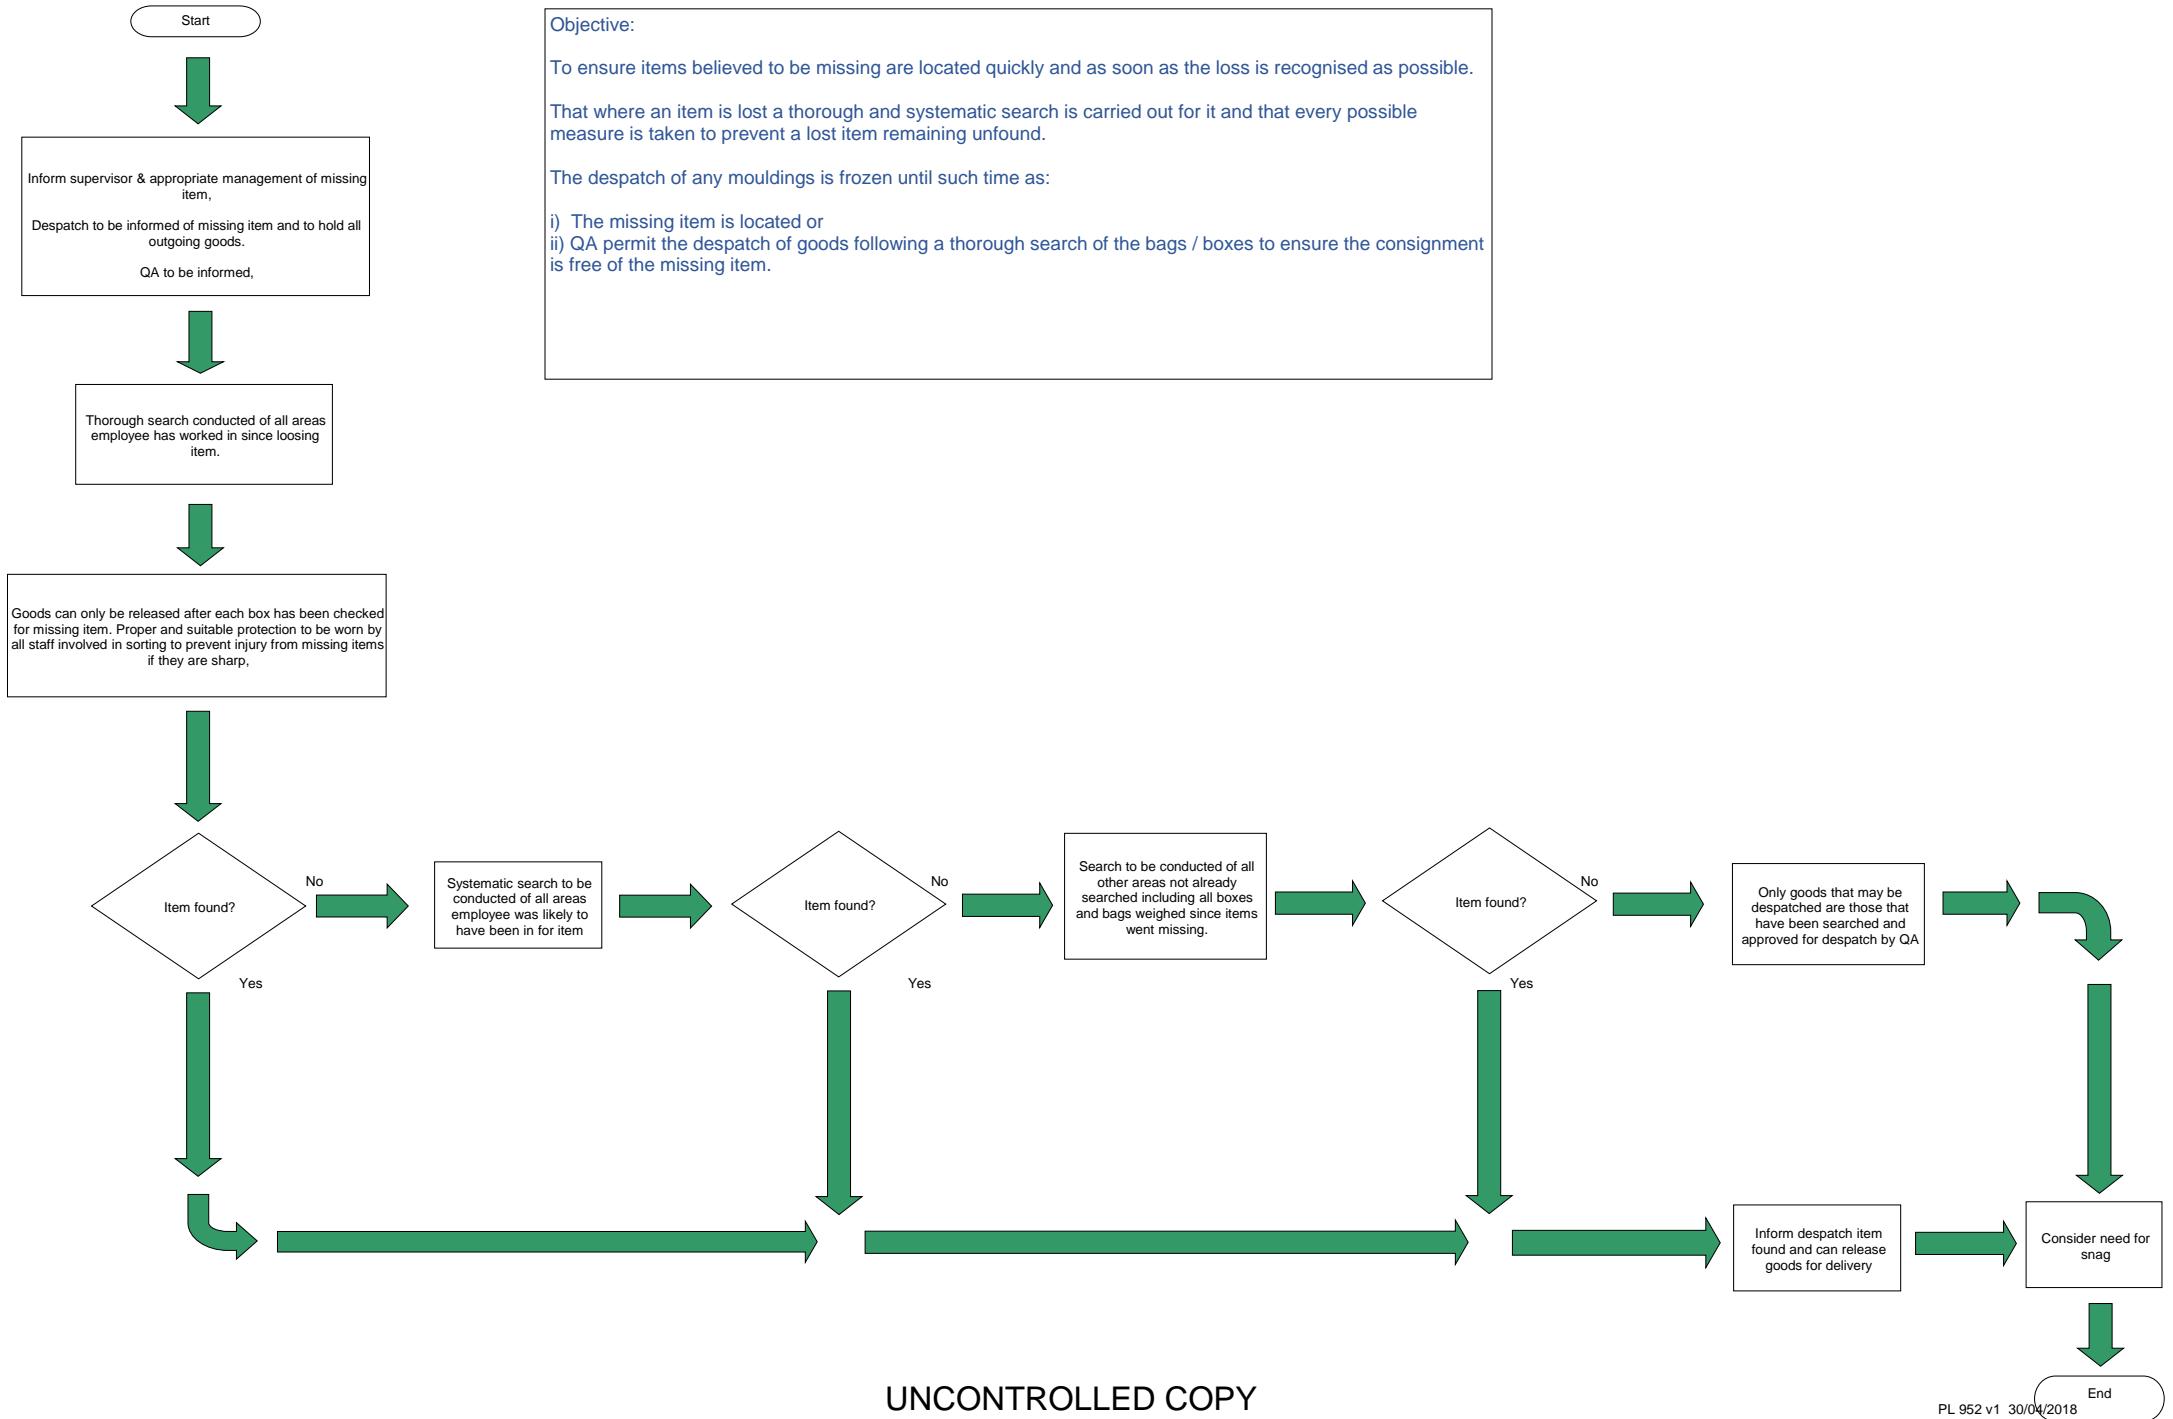 Start
Objective:
To ensure items believed to be missing are located quickly and as soon as the loss is recognised as possible.
That where an item is lost a thorough and systematic search is carried out for it and that every possible
measure is taken to prevent a lost item remaining unfound.
The despatch of any mouldings is frozen until such time as:
i) The missing item is located or
ii) QA permit the despatch of goods following a thorough search of the bags / boxes to ensure the consignment
is free of the missing item.
Inform supervisor & appropriate management of missing
item,
Despatch to be informed of missing item and to hold all
outgoing goods.
QA to be informed,
Thorough search conducted of all areas
employee has worked in since loosing
item.
Goods can only be released after each box has been checked
for missing item. Proper and suitable protection to be worn by
all staff involved in sorting to prevent injury from missing items
if they are sharp,
Item found?
No
Yes
Systematic search to be
conducted of all areas
employee was likely to
have been in for item
Item found?
No
Yes
Search to be conducted of all
other areas not already
searched including all boxes
and bags weighed since items
went missing.
Item found?
No
Yes
Only goods that may be
despatched are those that
have been searched and
approved for despatch by QA
Inform despatch item
found and can release
goods for delivery
Consider need for
snag
End
UNCONTROLLED COPY
PL 952 v1 30/04/2018